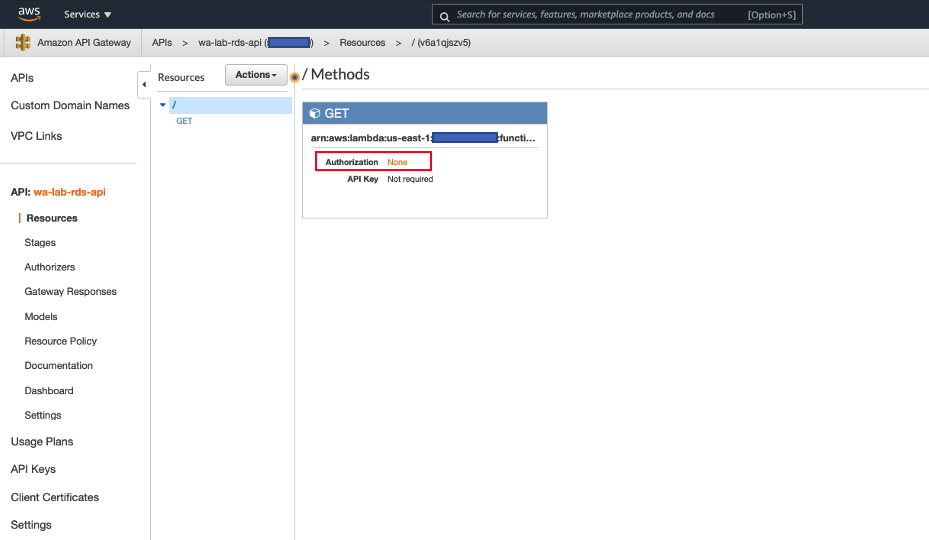 aws Services Search for services, features, marketplace products, and docs [Option+S]
Amazon API Gateway APIs > wa-lab-rds-api ( ) > Resources > / (v6a1qjszv5)
APIs
Custom Domain Names
VPC Links
API: wa-lab-rds-api
Resources
Stages
Authorizers
Gateway Responses
Models
Resource Policy
Documentation
Dashboard
Settings
Usage Plans
API Keys
Client Certificates
Settings
Resources Actions
/
GET
/ Methods
GET
arn:aws:lambda:us-east-1: :functi...
Authorization None
API Key Not required